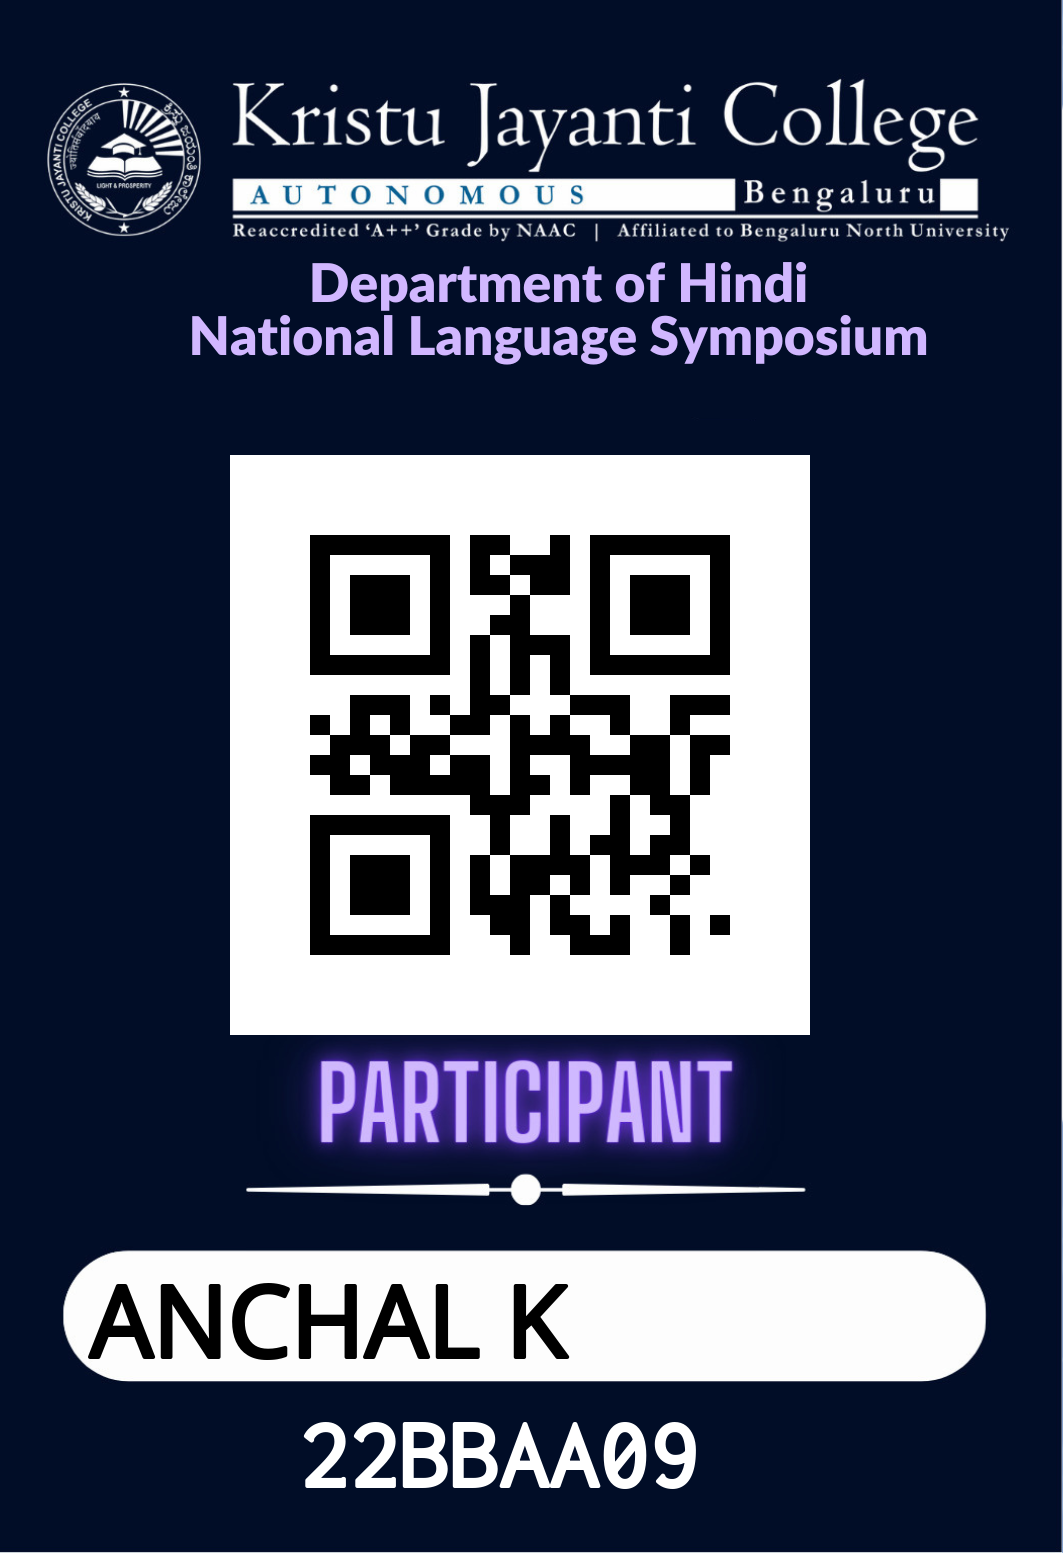 KRISTU JAYANTI COLLEGE
LIGHT & PROSPERITY
Kristu Jayanti College
AUTONOMOUS Bengaluru
Reaccredited ‘A++’ Grade by NAAC | Affiliated to Bengaluru North University
Department of Hindi
National Language Symposium
PARTICIPANT
ANCHAL K
22BBAA09